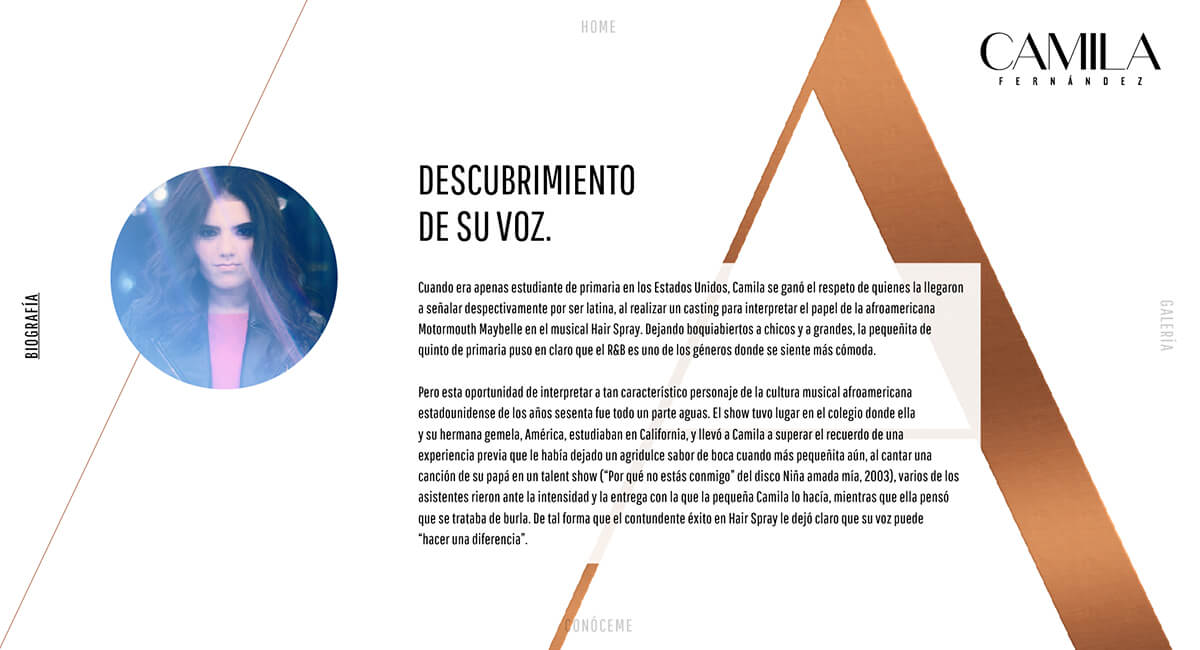 HOME
CAMILA
FERNÁNDEZ
DESCUBRIMIENTO
DE SU VOZ.
Cuando era apenas estudiante de primaria en los Estados Unidos, Camila se ganó el respeto de quienes la llegaron
a señalar despectivamente por ser latina, al realizar un casting para interpretar el papel de la afroamericana
Motormouth Maybelle en el musical Hair Spray. Dejando boquiabiertos a chicos y a grandes, la pequeñita de
quinto de primaria puso en claro que el R&B es uno de los géneros donde se siente más cómoda.
Pero esta oportunidad de interpretar a tan característico personaje de la cultura musical afroamericana
estadounidense de los años sesenta fue todo un parte aguas. El show tuvo lugar en el colegio donde ella
y su hermana gemela, América, estudiaban en California, y llevó a Camila a superar el recuerdo de una
experiencia previa que le había dejado un agridulce sabor de boca cuando más pequeñita aún, al cantar una
canción de su papá en un talent show (“Por qué no estás conmigo” del disco Niña amada mía, 2003), varios de los
asistentes rieron ante la intensidad y la entrega con la que la pequeña Camila lo hacía, mientras que ella pensó
que se trataba de burla. De tal forma que el contundente éxito en Hair Spray le dejó claro que su voz puede
“hacer una diferencia”.
BIOGRAFÍA
GALERÍA
CONÓCEME